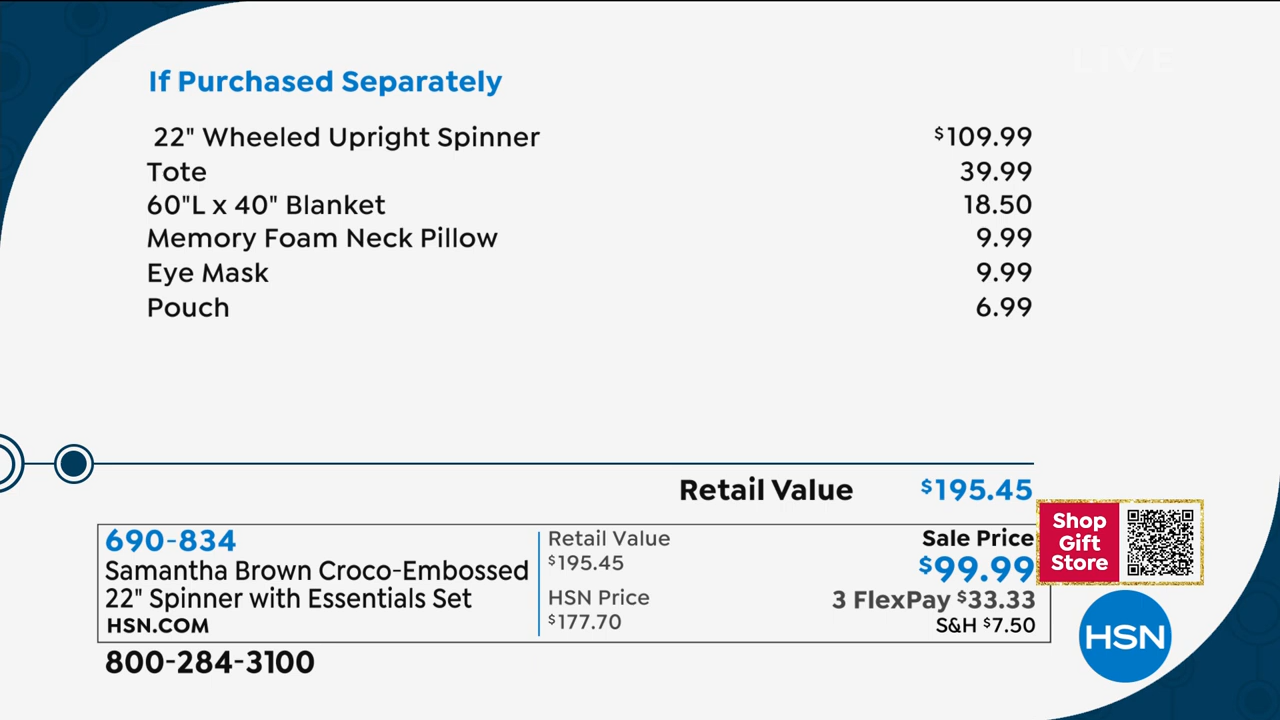 LIVE
If Purchased Separately
22" Wheeled Upright Spinner $109.99
Tote 39.99
60"L x 40" Blanket 18.50
Memory Foam Neck Pillow 9.99
Eye Mask 9.99
Pouch 6.99
Retail Value $195.45
690-834
Samantha Brown Croco-Embossed
22" Spinner with Essentials Set
HSN.COM
Retail Value
$195.45
HSN Price
$177.70
Sale Price
$99.99
3 FlexPay $33.33
S&H $7.50
Shop
Gift
Store
HSN
800-284-3100